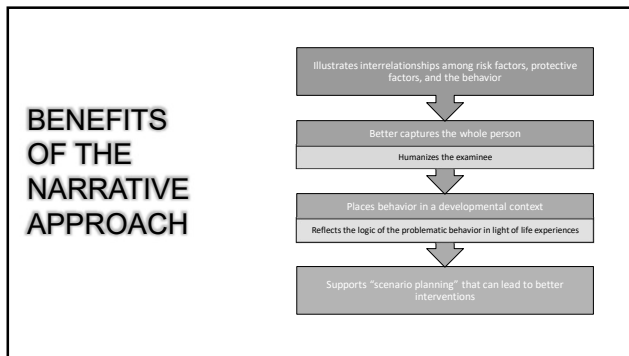 BENEFITS
OF THE
NARRATIVE
APPROACH
Illustrates interrelationships among risk factors, protective
factors, and the behavior
Better captures the whole person
Humanizes the examinee
Places behavior in a developmental context
Reflects the logic of the problematic behavior in light of life experiences
Supports “scenario planning” that can lead to better
interventions